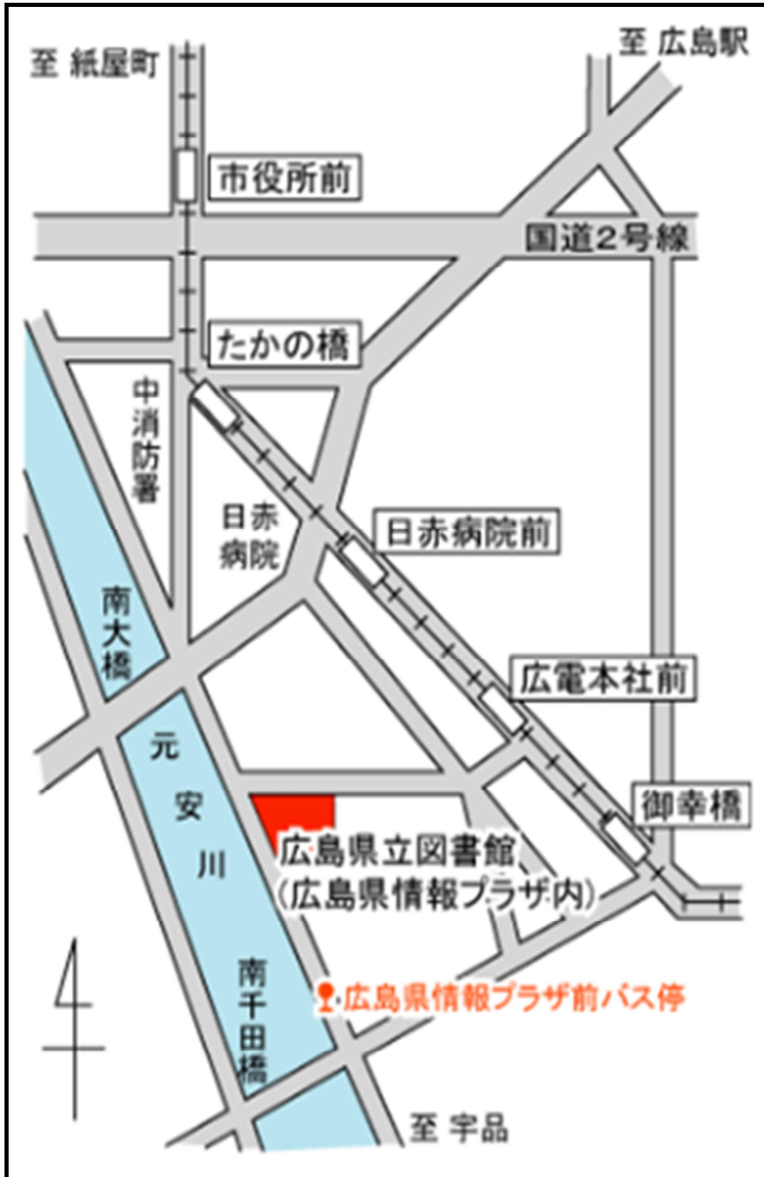 至 紙屋町
至 広島駅
市役所前
国道2号線
たかの橋
中消防署
日赤
病院
日赤病院前
南大橋
広電本社前
元安川
御幸橋
広島県立図書館
(広島県情報プラザ内)
南千田橋
広島県情報プラザ前バス停
至 宇品